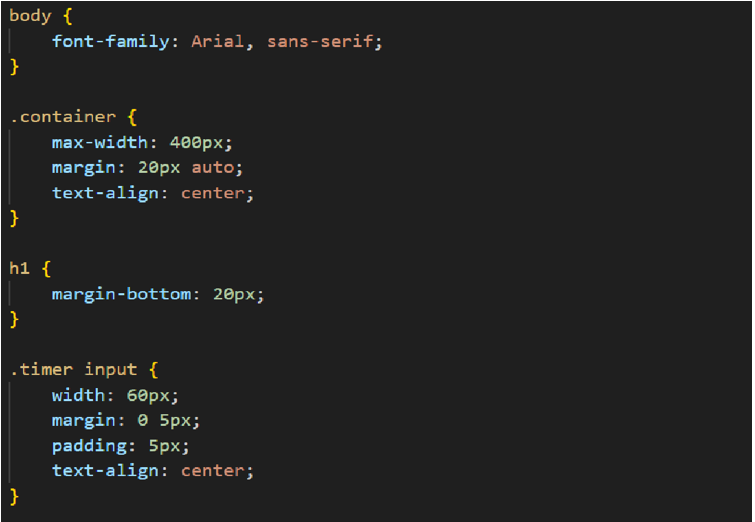 body {
    font-family: Arial, sans-serif;
}

.container {
    max-width: 400px;
    margin: 20px auto;
    text-align: center;
}

h1 {
    margin-bottom: 20px;
}

.timer input {
    width: 60px;
    margin: 0 5px;
    padding: 5px;
    text-align: center;
}